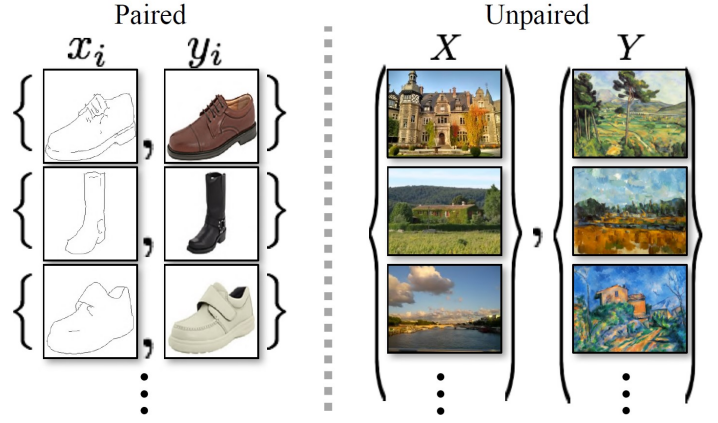 Paired
Unpaired
x_i
y_i
X
Y
{ , }
{ , }
{ , }
( ) , ( )